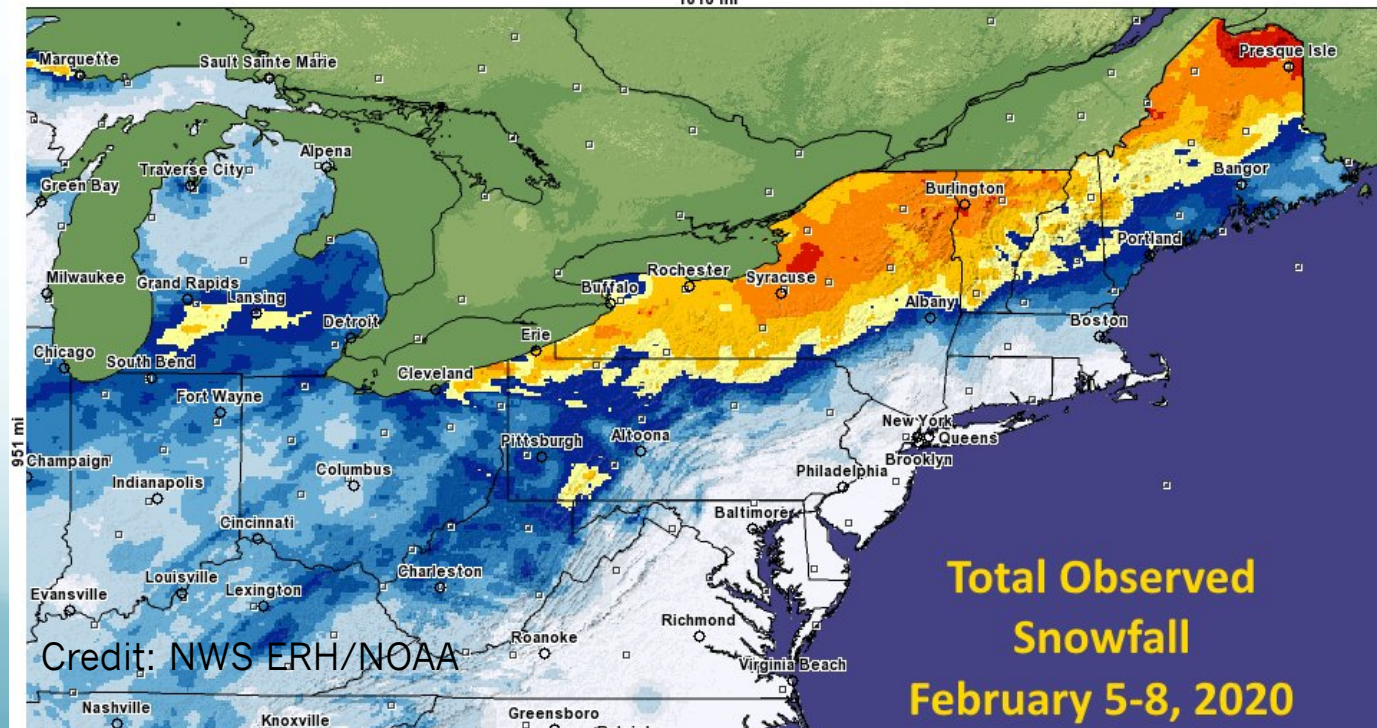 Marquette
Sault Sainte Marie
Presque Isle
Alpena
Traverse City
Green Bay
Bangor
Burlington
Portland
Milwaukee
Grand Rapids
Lansing
Rochester
Syracuse
Buffalo
Detroit
Albany
Boston
Erie
Chicago
South Bend
Cleveland
Fort Wayne
951 mi
New York
Queens
Brooklyn
Pittsburgh
Altoona
Champaign
Columbus
Philadelphia
Indianapolis
Baltimore
Cincinnati
Louisville
Charleston
Evansville
Lexington
Richmond
Roanoke
Credit: NWS ERH/NOAA
Virginia Beach
Nashville
Knoxville
Greensboro
Total Observed
Snowfall
February 5-8, 2020